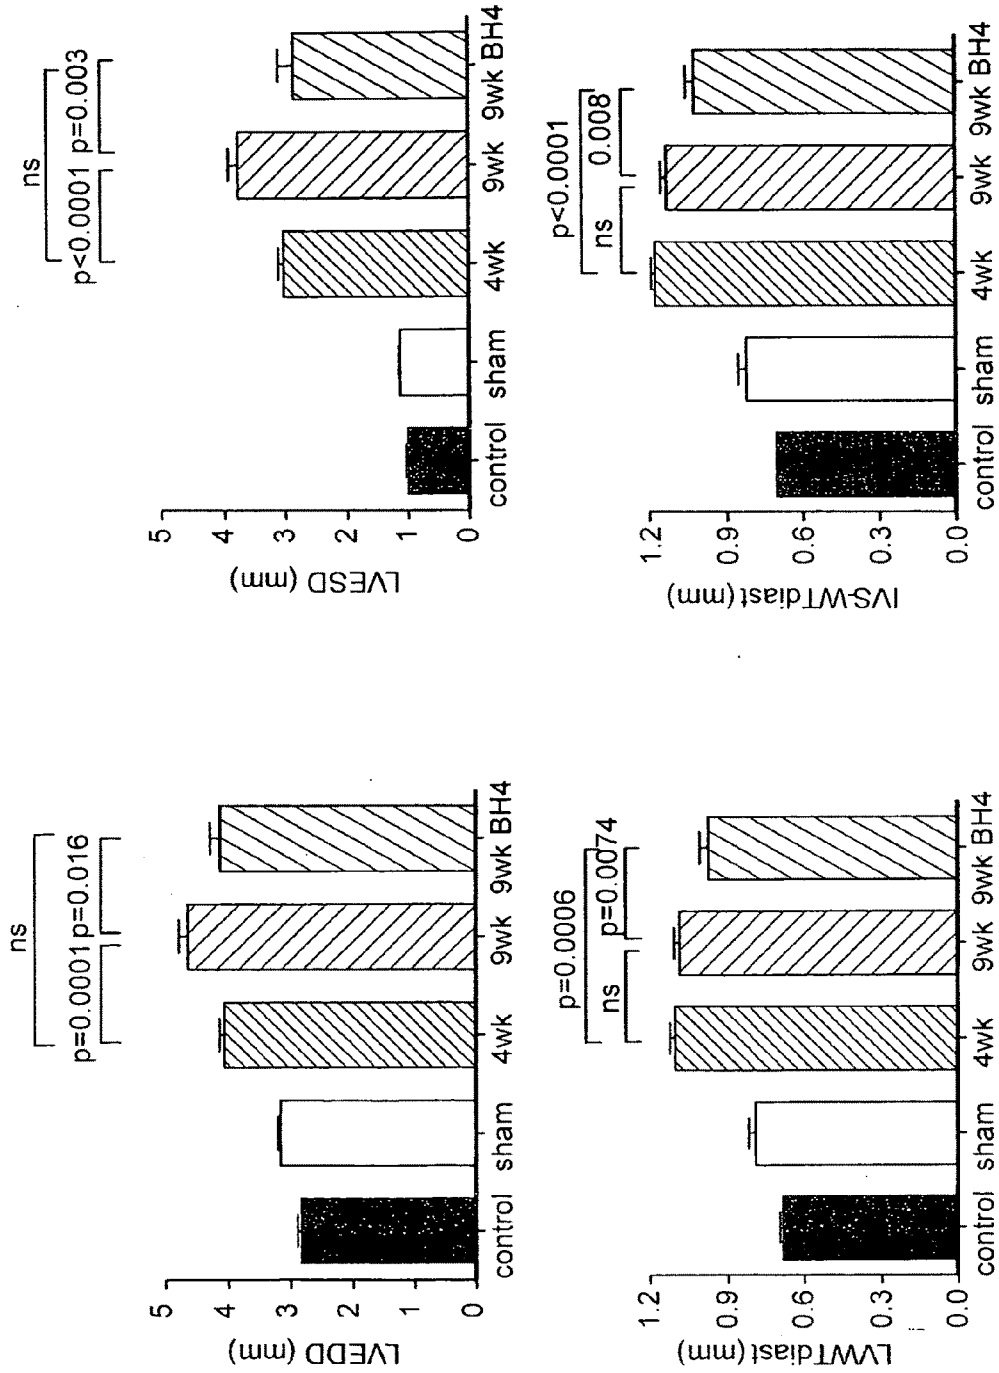 ns
p=0.0001 p=0.016
5
4
3
2
1
0
LVEDD (mm)
control sham 4wk 9wk 9wk BH4
ns
p<0.0001 p=0.003
5
4
3
2
1
0
LVESD (mm)
control sham 4wk 9wk 9wk BH4
p=0.0006
ns p=0.0074
1.2
0.9
0.6
0.3
0.0
LVWTdiast (mm)
control sham 4wk 9wk 9wk BH4
p<0.0001
ns 0.008
1.2
0.9
0.6
0.3
0.0
IVS-WTdiast (mm)
control sham 4wk 9wk 9wk BH4